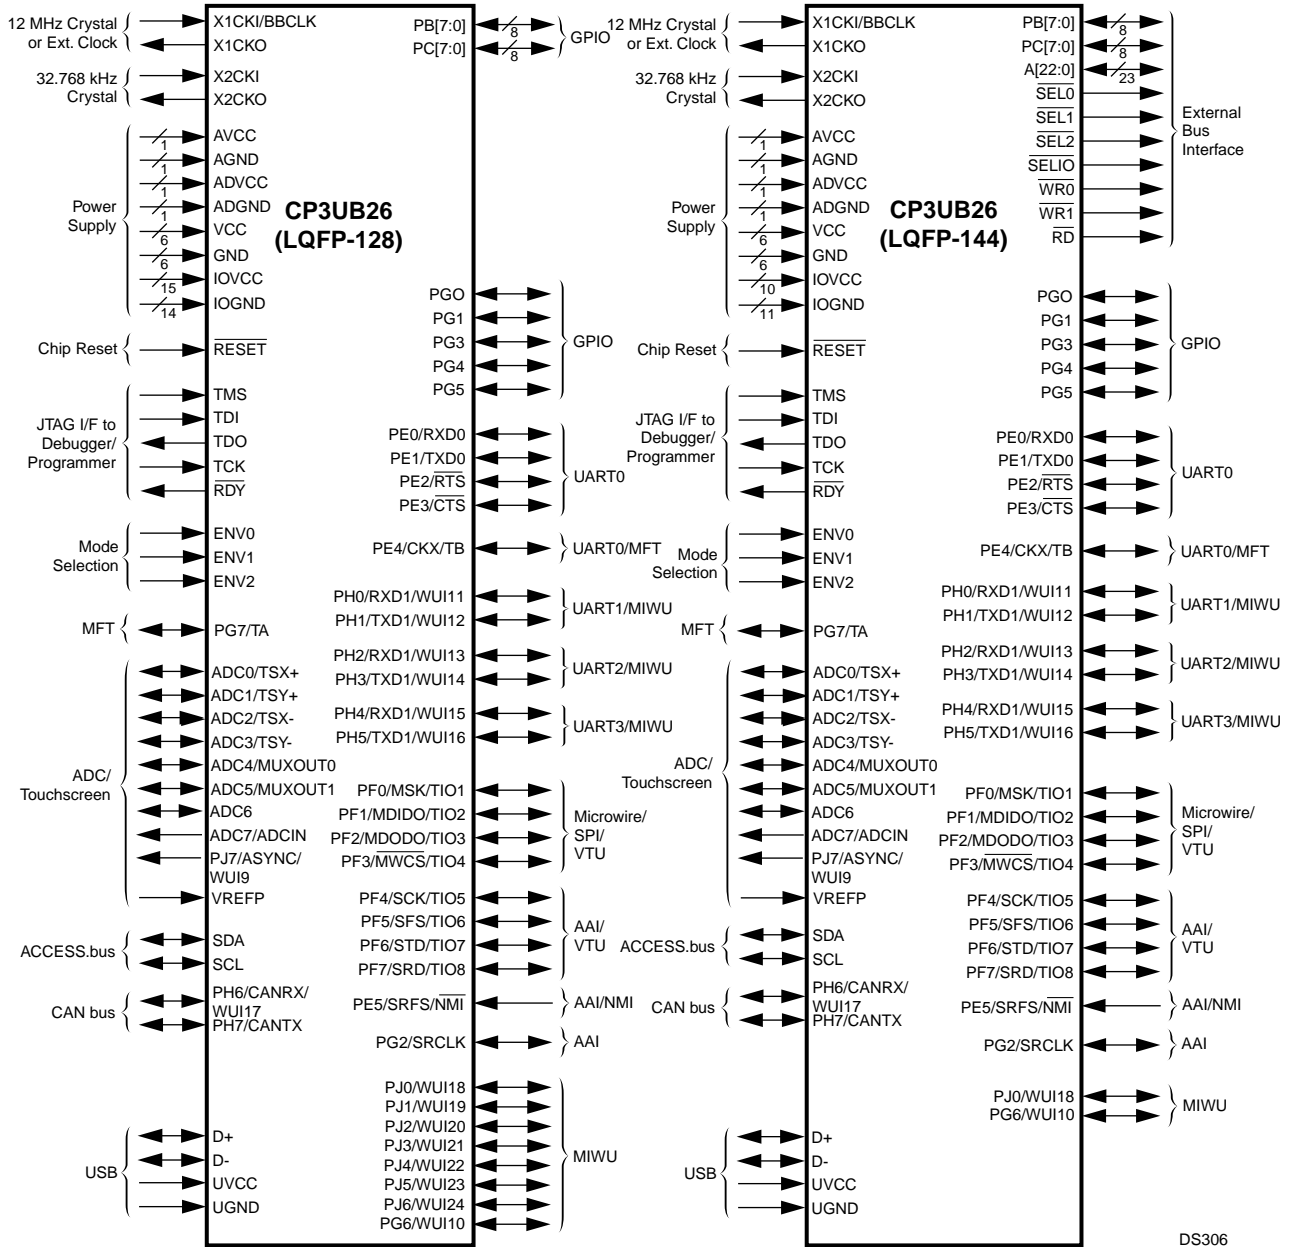 12 MHz Crystal
or Ext. Clock
X1CKI/BBCLK
X1CKO
32.768 kHz
Crystal
X2CKI
X2CKO
Power
Supply
1
AVCC
1
AGND
1
ADVCC
1
ADGND
6
VCC
6
GND
15
IOVCC
14
IOGND
Chip Reset
RESET
JTAG I/F to
Debugger/
Programmer
TMS
TDI
TDO
TCK
RDY
Mode
Selection
ENV0
ENV1
ENV2
MFT
PG7/TA
ADC/
Touchscreen
ADC0/TSX+
ADC1/TSY+
ADC2/TSX-
ADC3/TSY-
ADC4/MUXOUT0
ADC5/MUXOUT1
ADC6
ADC7/ADCIN
PJ7/ASYNC/
WUI9
VREFP
ACCESS.bus
SDA
SCL
CAN bus
PH6/CANRX/
WUI17
PH7/CANTX
USB
D+
D-
UVCC
UGND
CP3UB26
(LQFP-128)
PB[7:0]
8
PC[7:0]
8
GPIO
PGO
PG1
PG3
PG4
PG5
GPIO
PE0/RXD0
PE1/TXD0
PE2/RTS
PE3/CTS
UART0
PE4/CKX/TB
UART0/MFT
PH0/RXD1/WUI11
PH1/TXD1/WUI12
UART1/MIWU
PH2/RXD1/WUI13
PH3/TXD1/WUI14
UART2/MIWU
PH4/RXD1/WUI15
PH5/TXD1/WUI16
UART3/MIWU
PF0/MSK/TIO1
PF1/MDIDO/TIO2
PF2/MDODO/TIO3
PF3/MWCS/TIO4
Microwire/
SPI/
VTU
PF4/SCK/TIO5
PF5/SFS/TIO6
PF6/STD/TIO7
PF7/SRD/TIO8
AAI/
VTU
PE5/SRFS/NMI
AAI/NMI
PG2/SRCLK
AAI
PJ0/WUI18
PJ1/WUI19
PJ2/WUI20
PJ3/WUI21
PJ4/WUI22
PJ5/WUI23
PJ6/WUI24
PG6/WUI10
MIWU
12 MHz Crystal
or Ext. Clock
X1CKI/BBCLK
X1CKO
32.768 kHz
Crystal
X2CKI
X2CKO
Power
Supply
1
AVCC
1
AGND
1
ADVCC
1
ADGND
6
VCC
6
GND
10
IOVCC
11
IOGND
Chip Reset
RESET
JTAG I/F to
Debugger/
Programmer
TMS
TDI
TDO
TCK
RDY
Mode
Selection
ENV0
ENV1
ENV2
MFT
PG7/TA
ADC/
Touchscreen
ADC0/TSX+
ADC1/TSY+
ADC2/TSX-
ADC3/TSY-
ADC4/MUXOUT0
ADC5/MUXOUT1
ADC6
ADC7/ADCIN
PJ7/ASYNC/
WUI9
VREFP
ACCESS.bus
SDA
SCL
CAN bus
PH6/CANRX/
WUI17
PH7/CANTX
USB
D+
D-
UVCC
UGND
CP3UB26
(LQFP-144)
PB[7:0]
8
PC[7:0]
8
A[22:0]
23
SEL0
SEL1
SEL2
SELIO
WR0
WR1
RD
External
Bus
Interface
PGO
PG1
PG3
PG4
PG5
GPIO
PE0/RXD0
PE1/TXD0
PE2/RTS
PE3/CTS
UART0
PE4/CKX/TB
UART0/MFT
PH0/RXD1/WUI11
PH1/TXD1/WUI12
UART1/MIWU
PH2/RXD1/WUI13
PH3/TXD1/WUI14
UART2/MIWU
PH4/RXD1/WUI15
PH5/TXD1/WUI16
UART3/MIWU
PF0/MSK/TIO1
PF1/MDIDO/TIO2
PF2/MDODO/TIO3
PF3/MWCS/TIO4
Microwire/
SPI/
VTU
PF4/SCK/TIO5
PF5/SFS/TIO6
PF6/STD/TIO7
PF7/SRD/TIO8
AAI/
VTU
PE5/SRFS/NMI
AAI/NMI
PG2/SRCLK
AAI
PJ0/WUI18
PG6/WUI10
MIWU
DS306